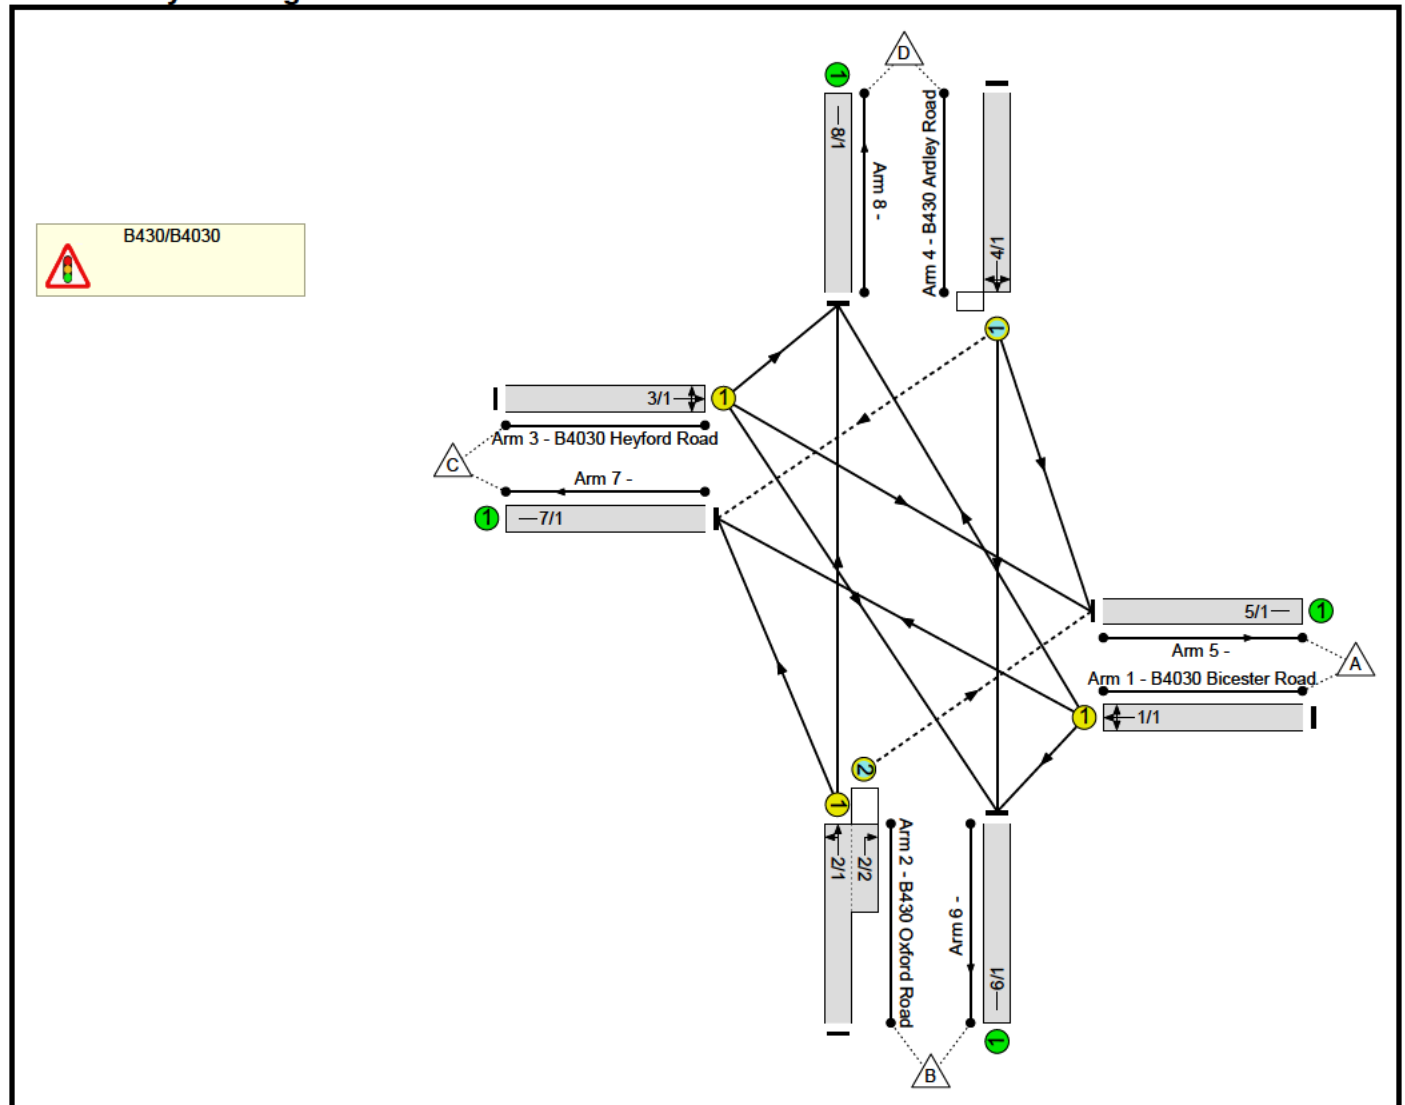 D
1
8/1
Arm 8 -
Arm 4 - B430 Ardley Road
4/1
B430/B4030
1
3/1
1
Arm 3 - B4030 Heyford Road
C
Arm 7 -
1
7/1
5/1
1
Arm 5 -
A
Arm 1 - B4030 Bicester Road
1
1/1
2
1
2/1
2/2
Arm 2 - B430 Oxford Road
Arm 6 -
6/1
1
B